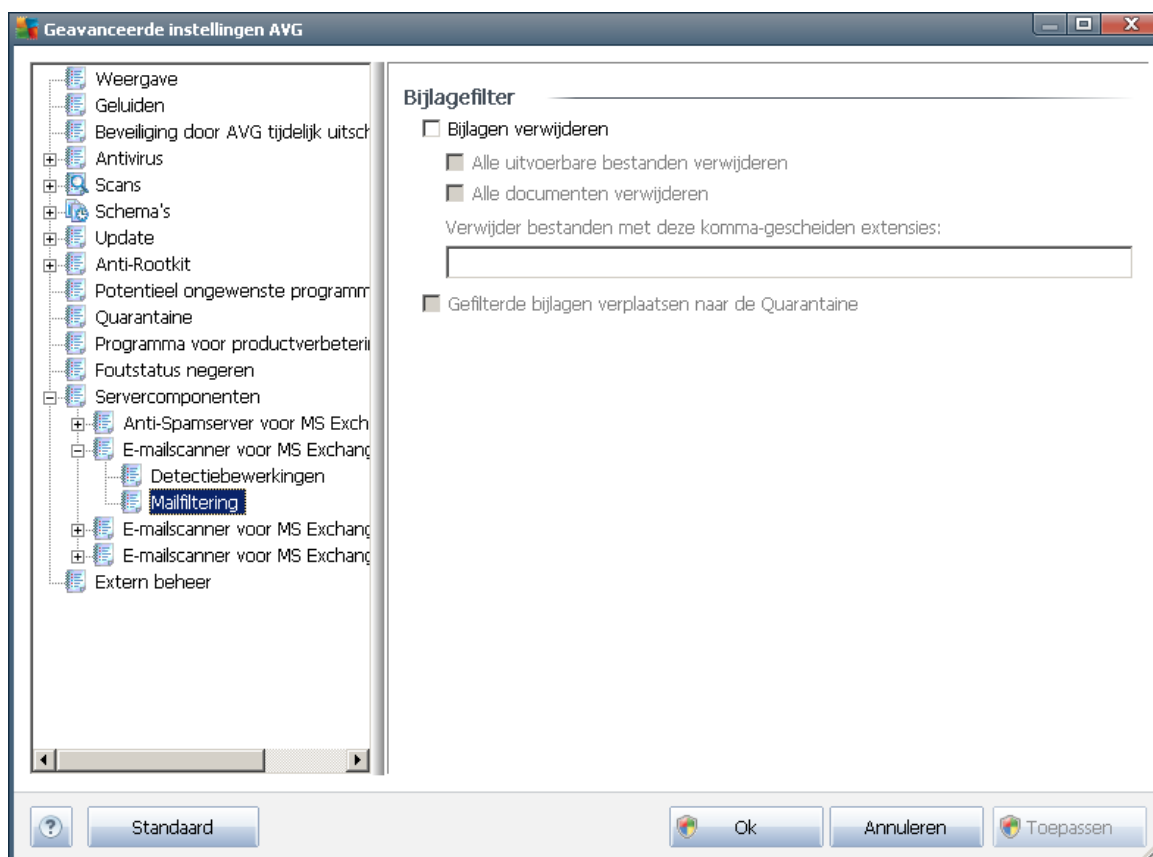 Geavanceerde instellingen AVG
Weergave
Geluiden
Beveiliging door AVG tijdelijk uitsch
Antivirus
Scans
Schema's
Update
Anti-Rootkit
Potentieel ongewenste programm
Quarantaine
Programma voor productverbeteri
Foutstatus negeren
Servercomponenten
Anti-Spamserver voor MS Exch
E-mailscanner voor MS Exchang
Detectiebewerkingen
Mailfiltering
E-mailscanner voor MS Exchang
E-mailscanner voor MS Exchang
Extern beheer
Bijlagefilter
Bijlagen verwijderen
Alle uitvoerbare bestanden verwijderen
Alle documenten verwijderen
Verwijder bestanden met deze komma-gescheiden extensies:
Gefilterde bijlagen verplaatsen naar de Quarantaine
?
Standaard
Ok
Annuleren
Toepassen